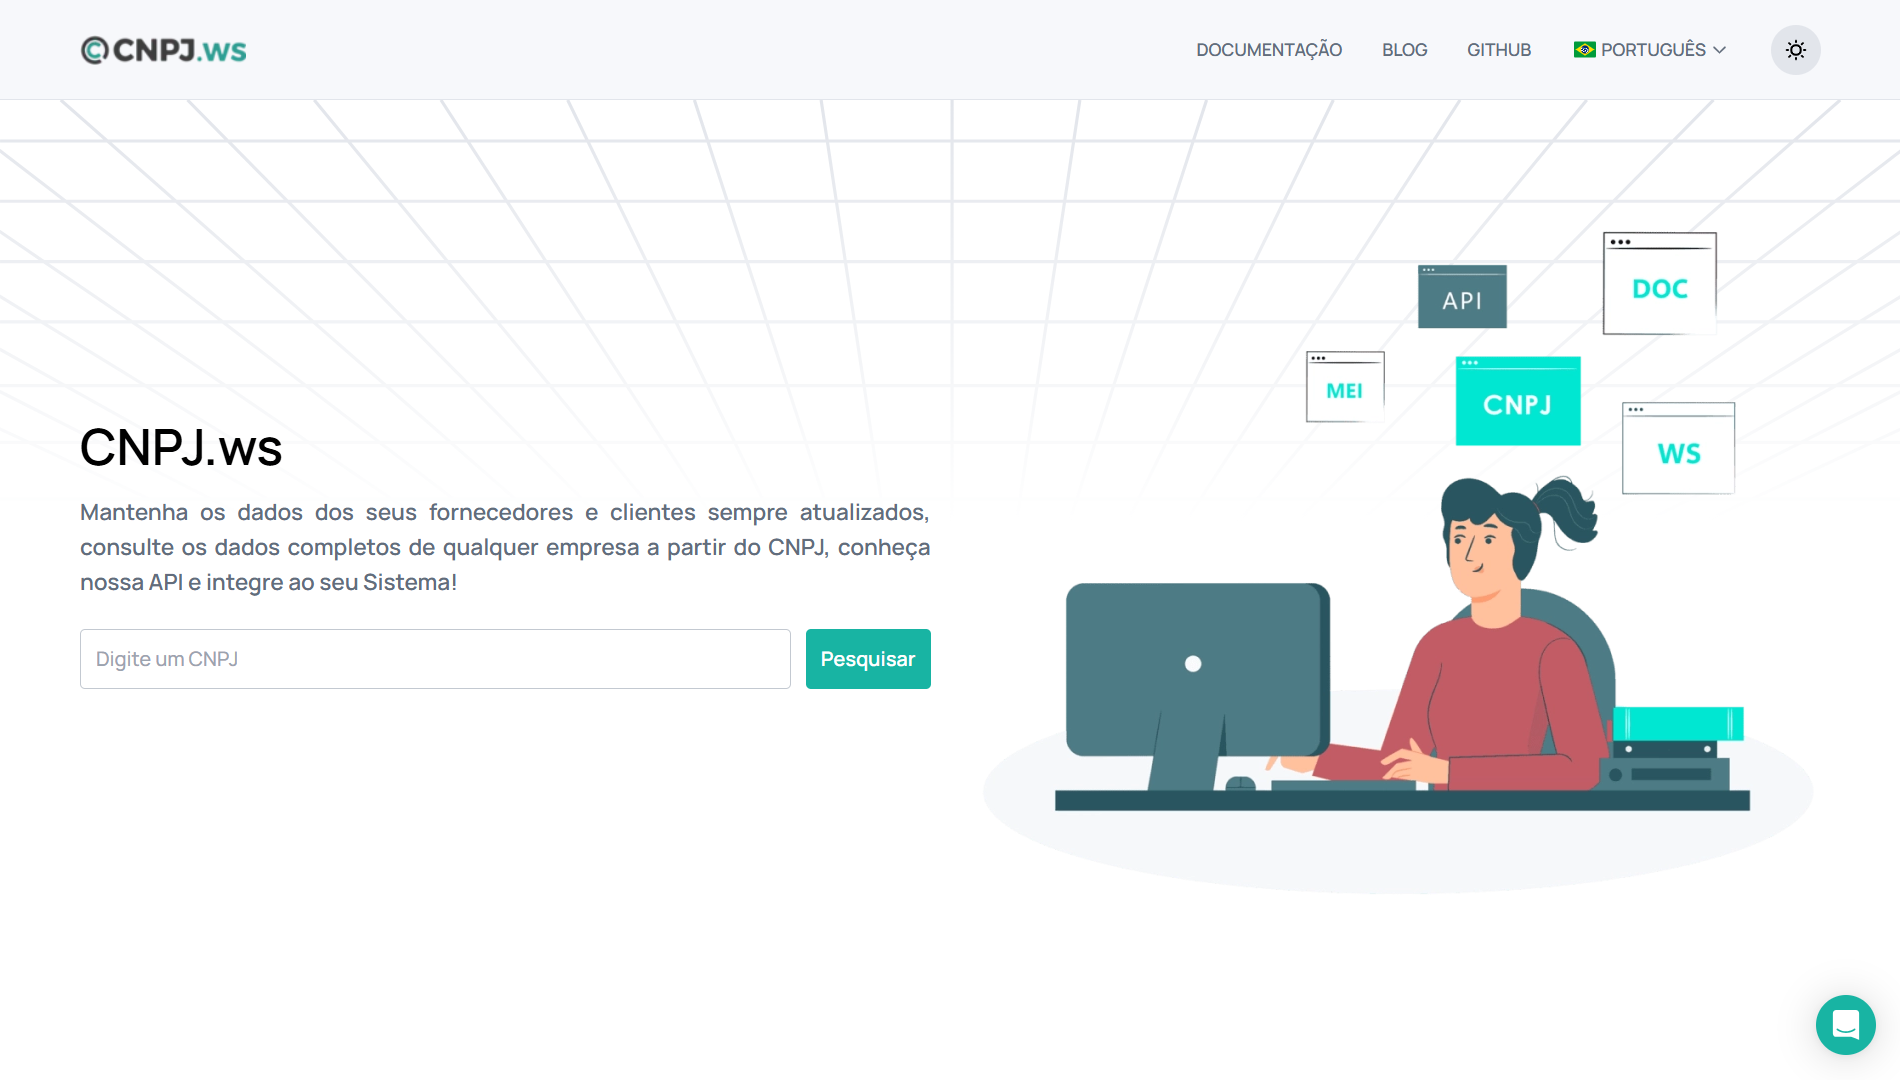 CNPJ.ws
DOCUMENTAÇÃO
BLOG
GITHUB
PORTUGUÊS
API
DOC
MEI
CNPJ
WS
CNPJ.ws
Mantenha os dados dos seus fornecedores e clientes sempre atualizados,
consulte os dados completos de qualquer empresa a partir do CNPJ, conheça
nossa API e integre ao seu Sistema!
Digite um CNPJ
Pesquisar